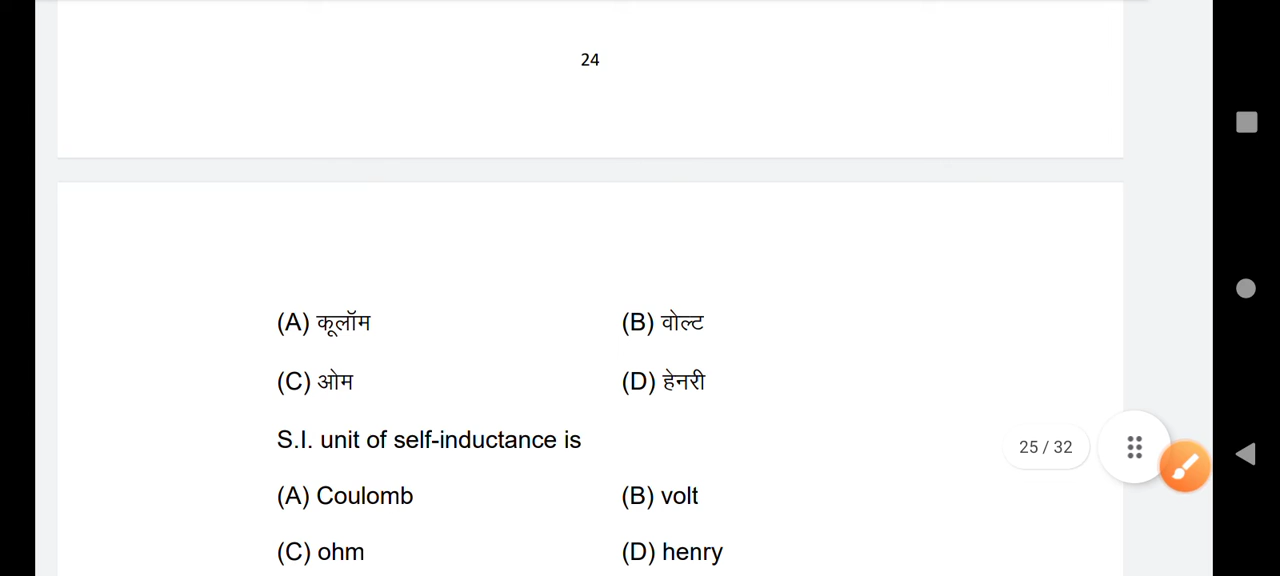 24
(A) कूलॉम (B) वोल्ट
(C) ओम (D) हेनरी
S.I. unit of self-inductance is
25 / 32
(A) Coulomb (B) volt
(C) ohm (D) henry